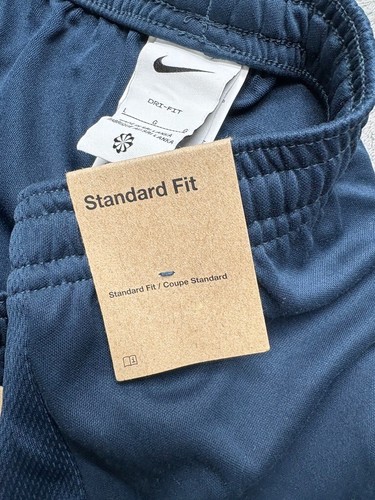 DRI-FIT
L G G
Standard Fit
Standard Fit / Coupe Standard